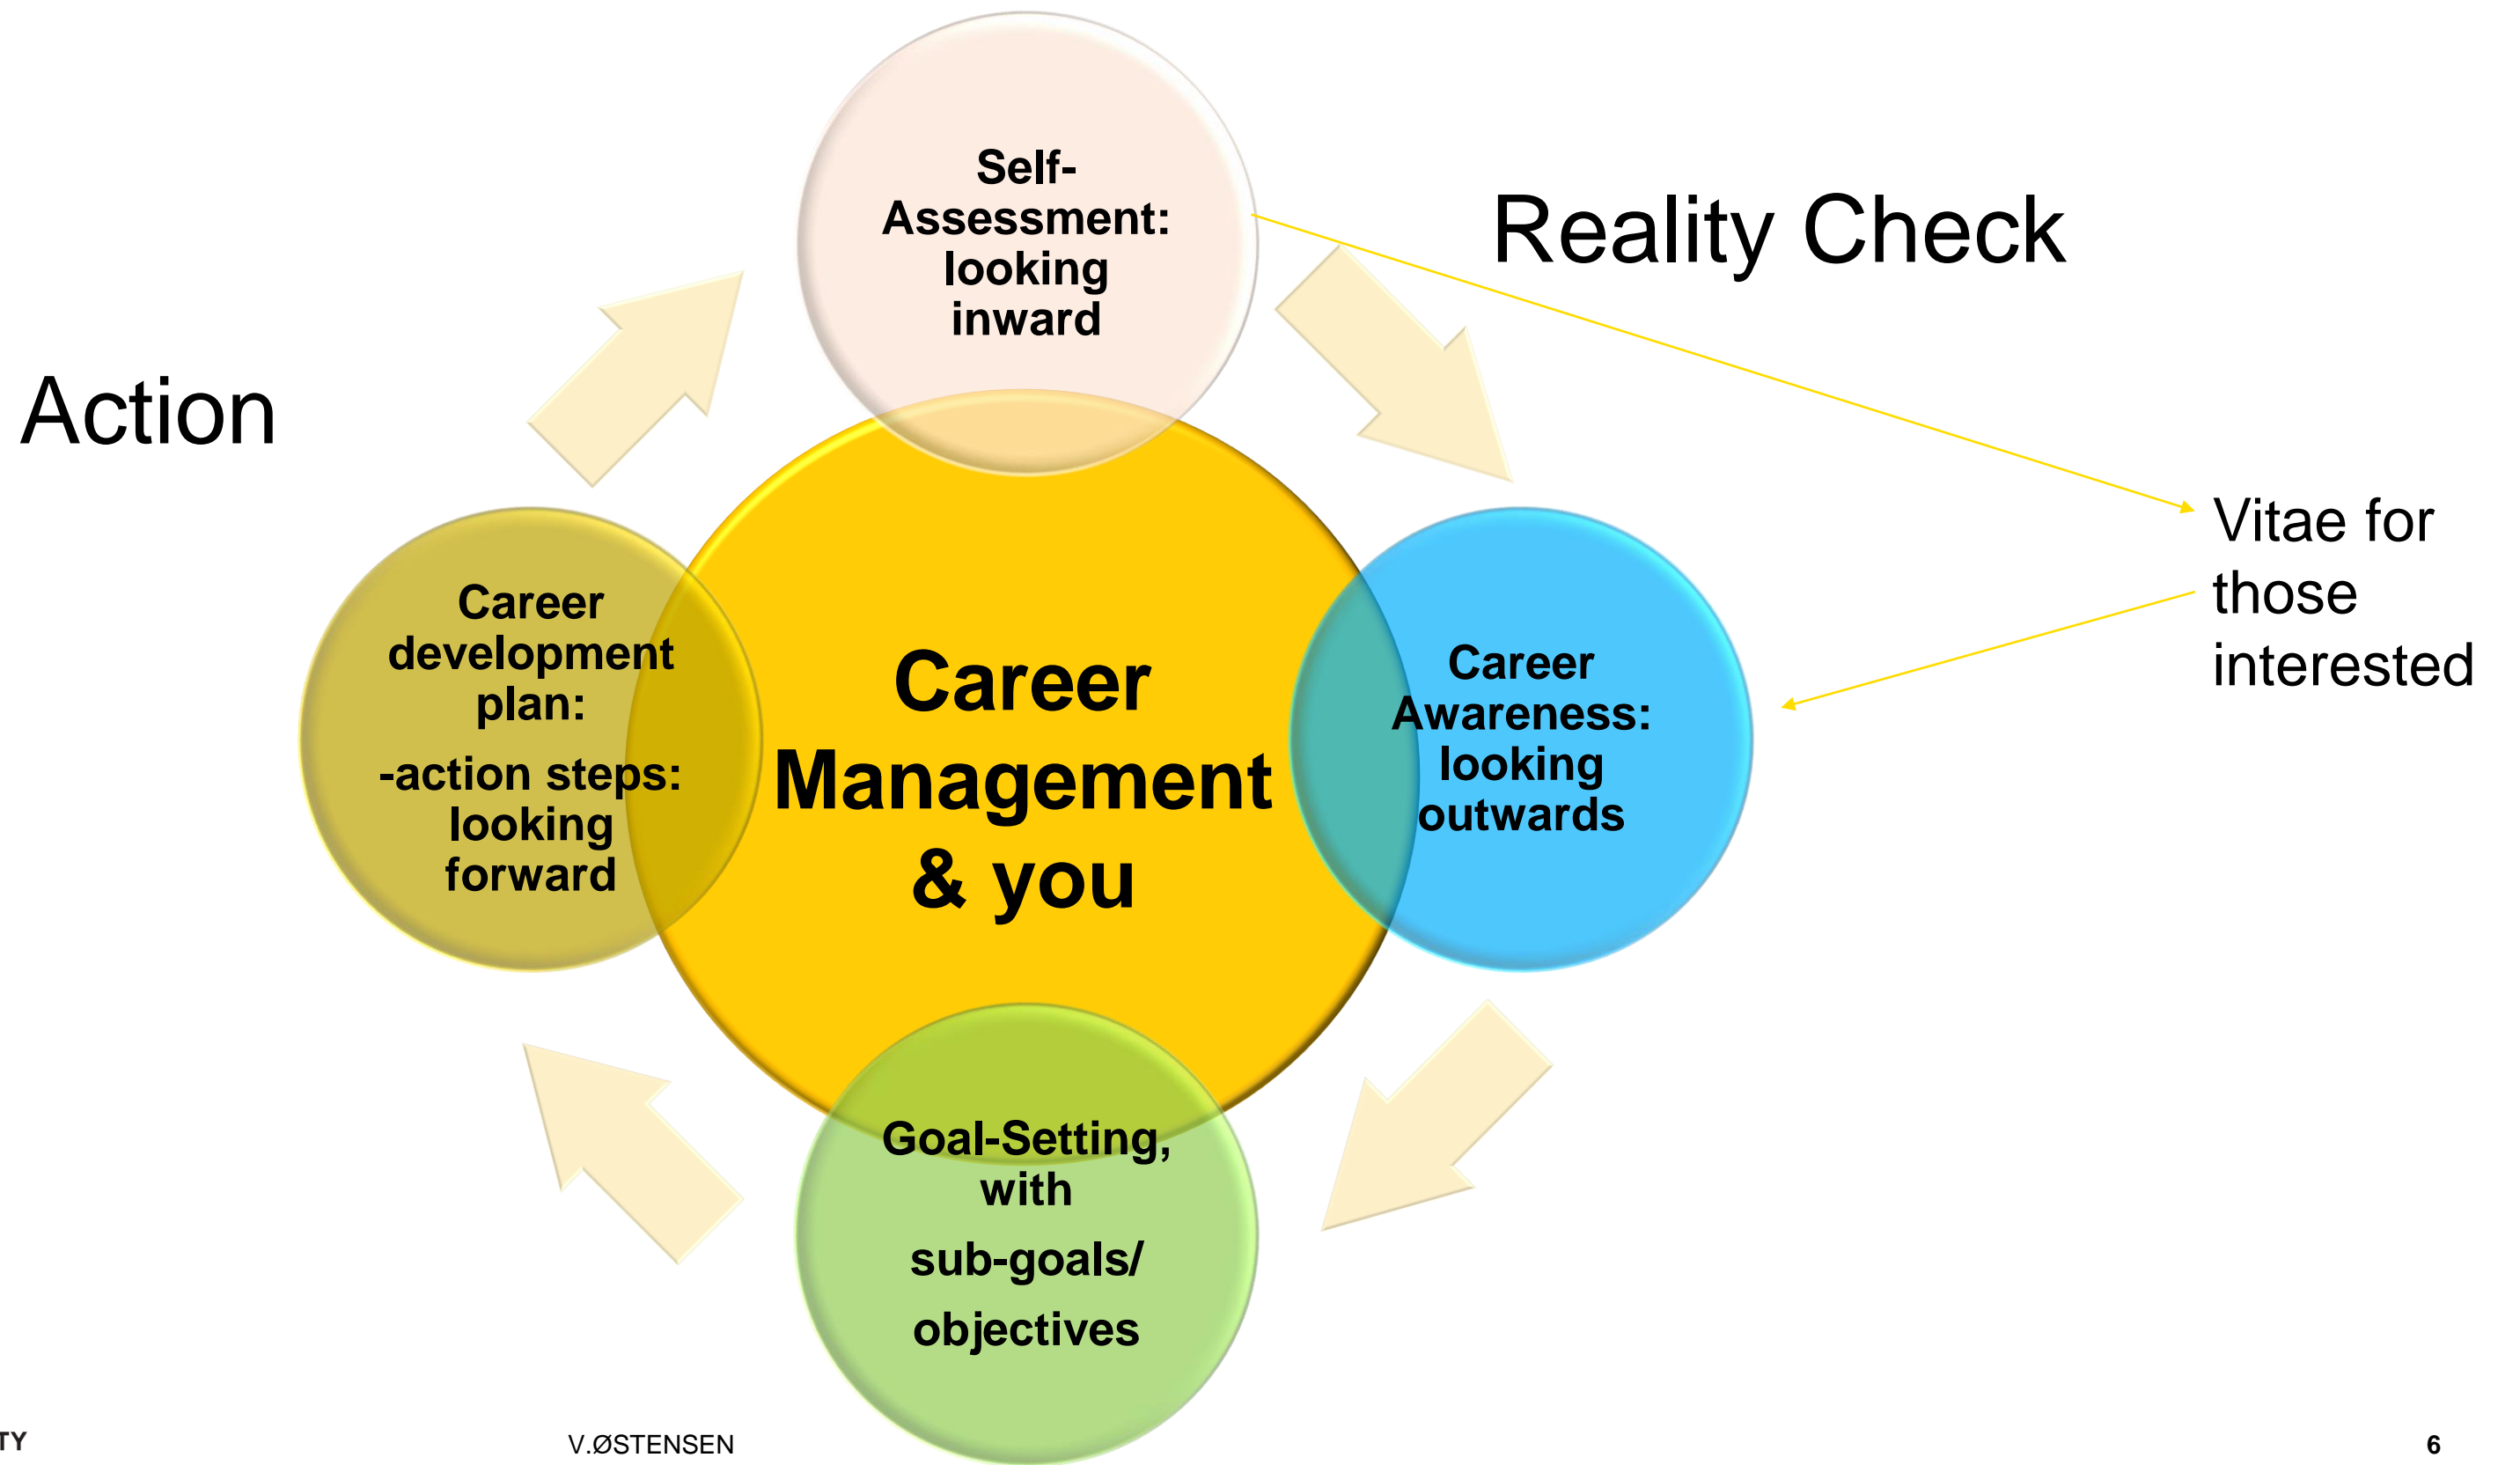 Self-
Assessment:
looking
inward
Reality Check
Action
Vitae for
those
interested
Career
development
plan:
-action steps:
looking
forward
Career
Management
& you
Career
Awareness:
looking
outwards
Goal-Setting,
with
sub-goals/
objectives
TY
V.ØSTENSEN
6